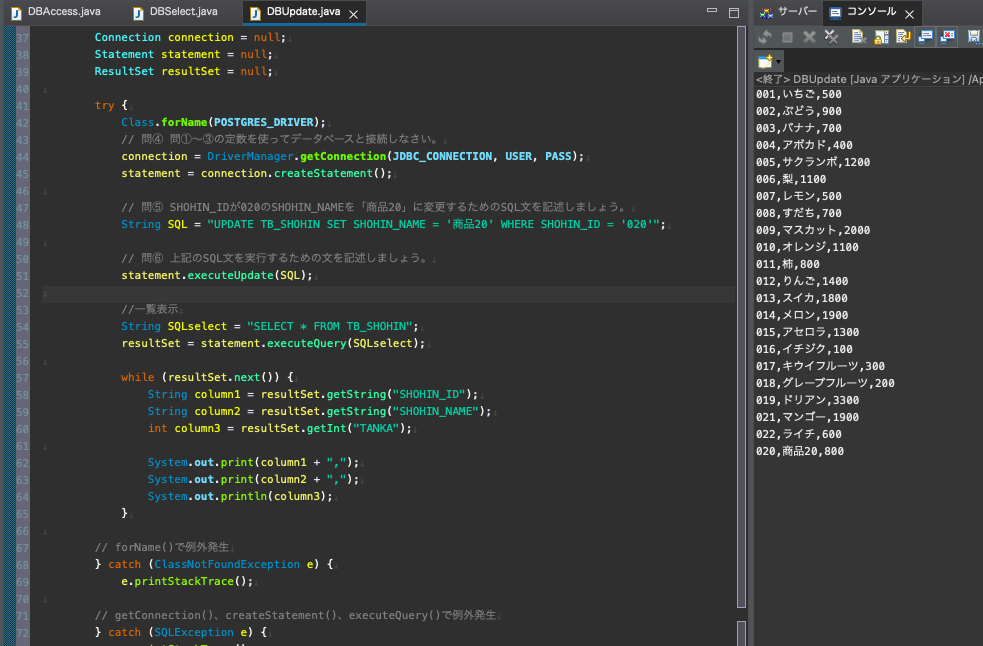 DBAccess.java DBSelect.java DBUpdate.java
37 Connection connection = null;
38 Statement statement = null;
39 ResultSet resultSet = null;
40
41 try {
42 Class.forName(POSTGRES_DRIVER);
43 // 問④ 問①〜③の定数を使ってデータベースと接続しなさい。
44 connection = DriverManager.getConnection(JDBC_CONNECTION, USER, PASS);
45 statement = connection.createStatement();
46
47 // 問⑤ SHOHIN_IDが020のSHOHIN_NAMEを「商品20」に変更するためのSQL文を記述しましょう。
48 String SQL = "UPDATE TB_SHOHIN SET SHOHIN_NAME = '商品20' WHERE SHOHIN_ID = '020'";
49
50 // 問⑥ 上記のSQL文を実行するための文を記述しましょう。
51 statement.executeUpdate(SQL);
52
53 //一覧表示
54 String SQLselect = "SELECT * FROM TB_SHOHIN";
55 resultSet = statement.executeQuery(SQLselect);
56
57 while (resultSet.next()) {
58 String column1 = resultSet.getString("SHOHIN_ID");
59 String column2 = resultSet.getString("SHOHIN_NAME");
60 int column3 = resultSet.getInt("TANKA");
61
62 System.out.print(column1 + ",");
63 System.out.print(column2 + ",");
64 System.out.println(column3);
65 }
66
67 // forName()で例外発生
68 } catch (ClassNotFoundException e) {
69 e.printStackTrace();
70
71 // getConnection()、createStatement()、executeQuery()で例外発生
72 } catch (SQLException e) {
サーバー コンソール
<終了> DBUpdate [Java アプリケーション] /Ap
001,いちご,500
002,ぶどう,900
003,バナナ,700
004,アボカド,400
005,サクランボ,1200
006,梨,1100
007,レモン,500
008,すだち,700
009,マスカット,2000
010,オレンジ,1100
011,柿,800
012,りんご,1400
013,スイカ,1800
014,メロン,1900
015,アセロラ,1300
016,イチジク,100
017,キウイフルーツ,300
018,グレープフルーツ,200
019,ドリアン,3300
021,マンゴー,1900
022,ライチ,600
020,商品20,800